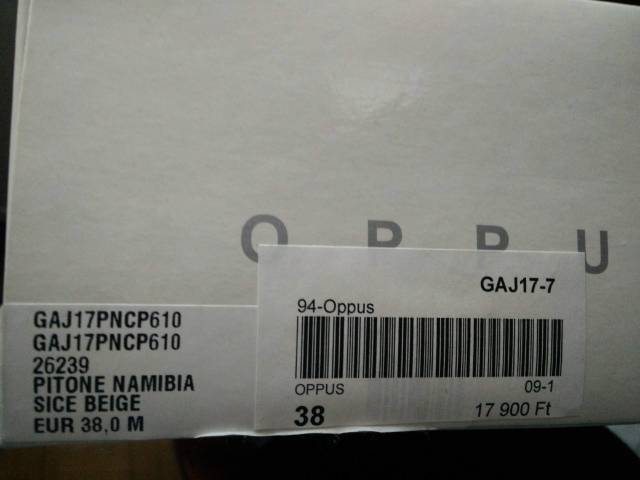 O P P U
GAJ17PNCP610
GAJ17PNCP610
26239
PITONE NAMIBIA
SICE BEIGE
EUR 38,0 M
GAJ17-7
94-Oppus
OPPUS 09-1
38 17 900 Ft